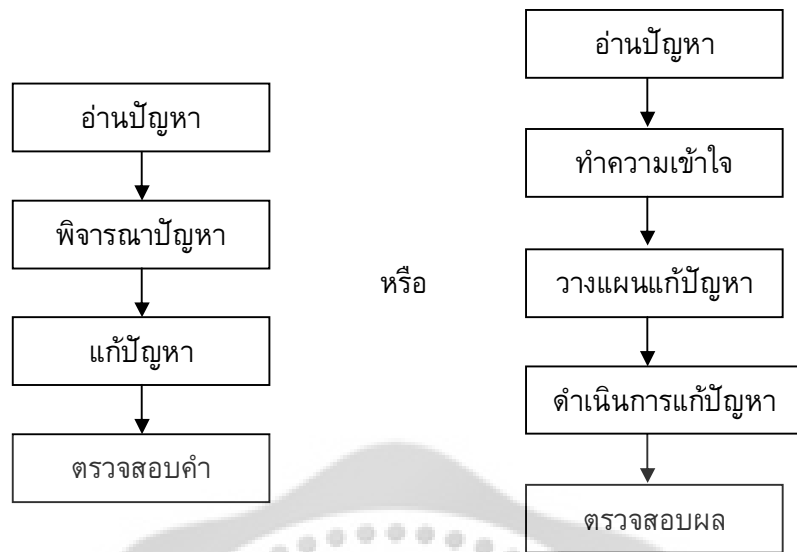 อ่านปัญหา
พิจารณาปัญหา
แก้ปัญหา
ตรวจสอบคำ
หรือ
อ่านปัญหา
ทำความเข้าใจ
วางแผนแก้ปัญหา
ดำเนินการแก้ปัญหา
ตรวจสอบผล